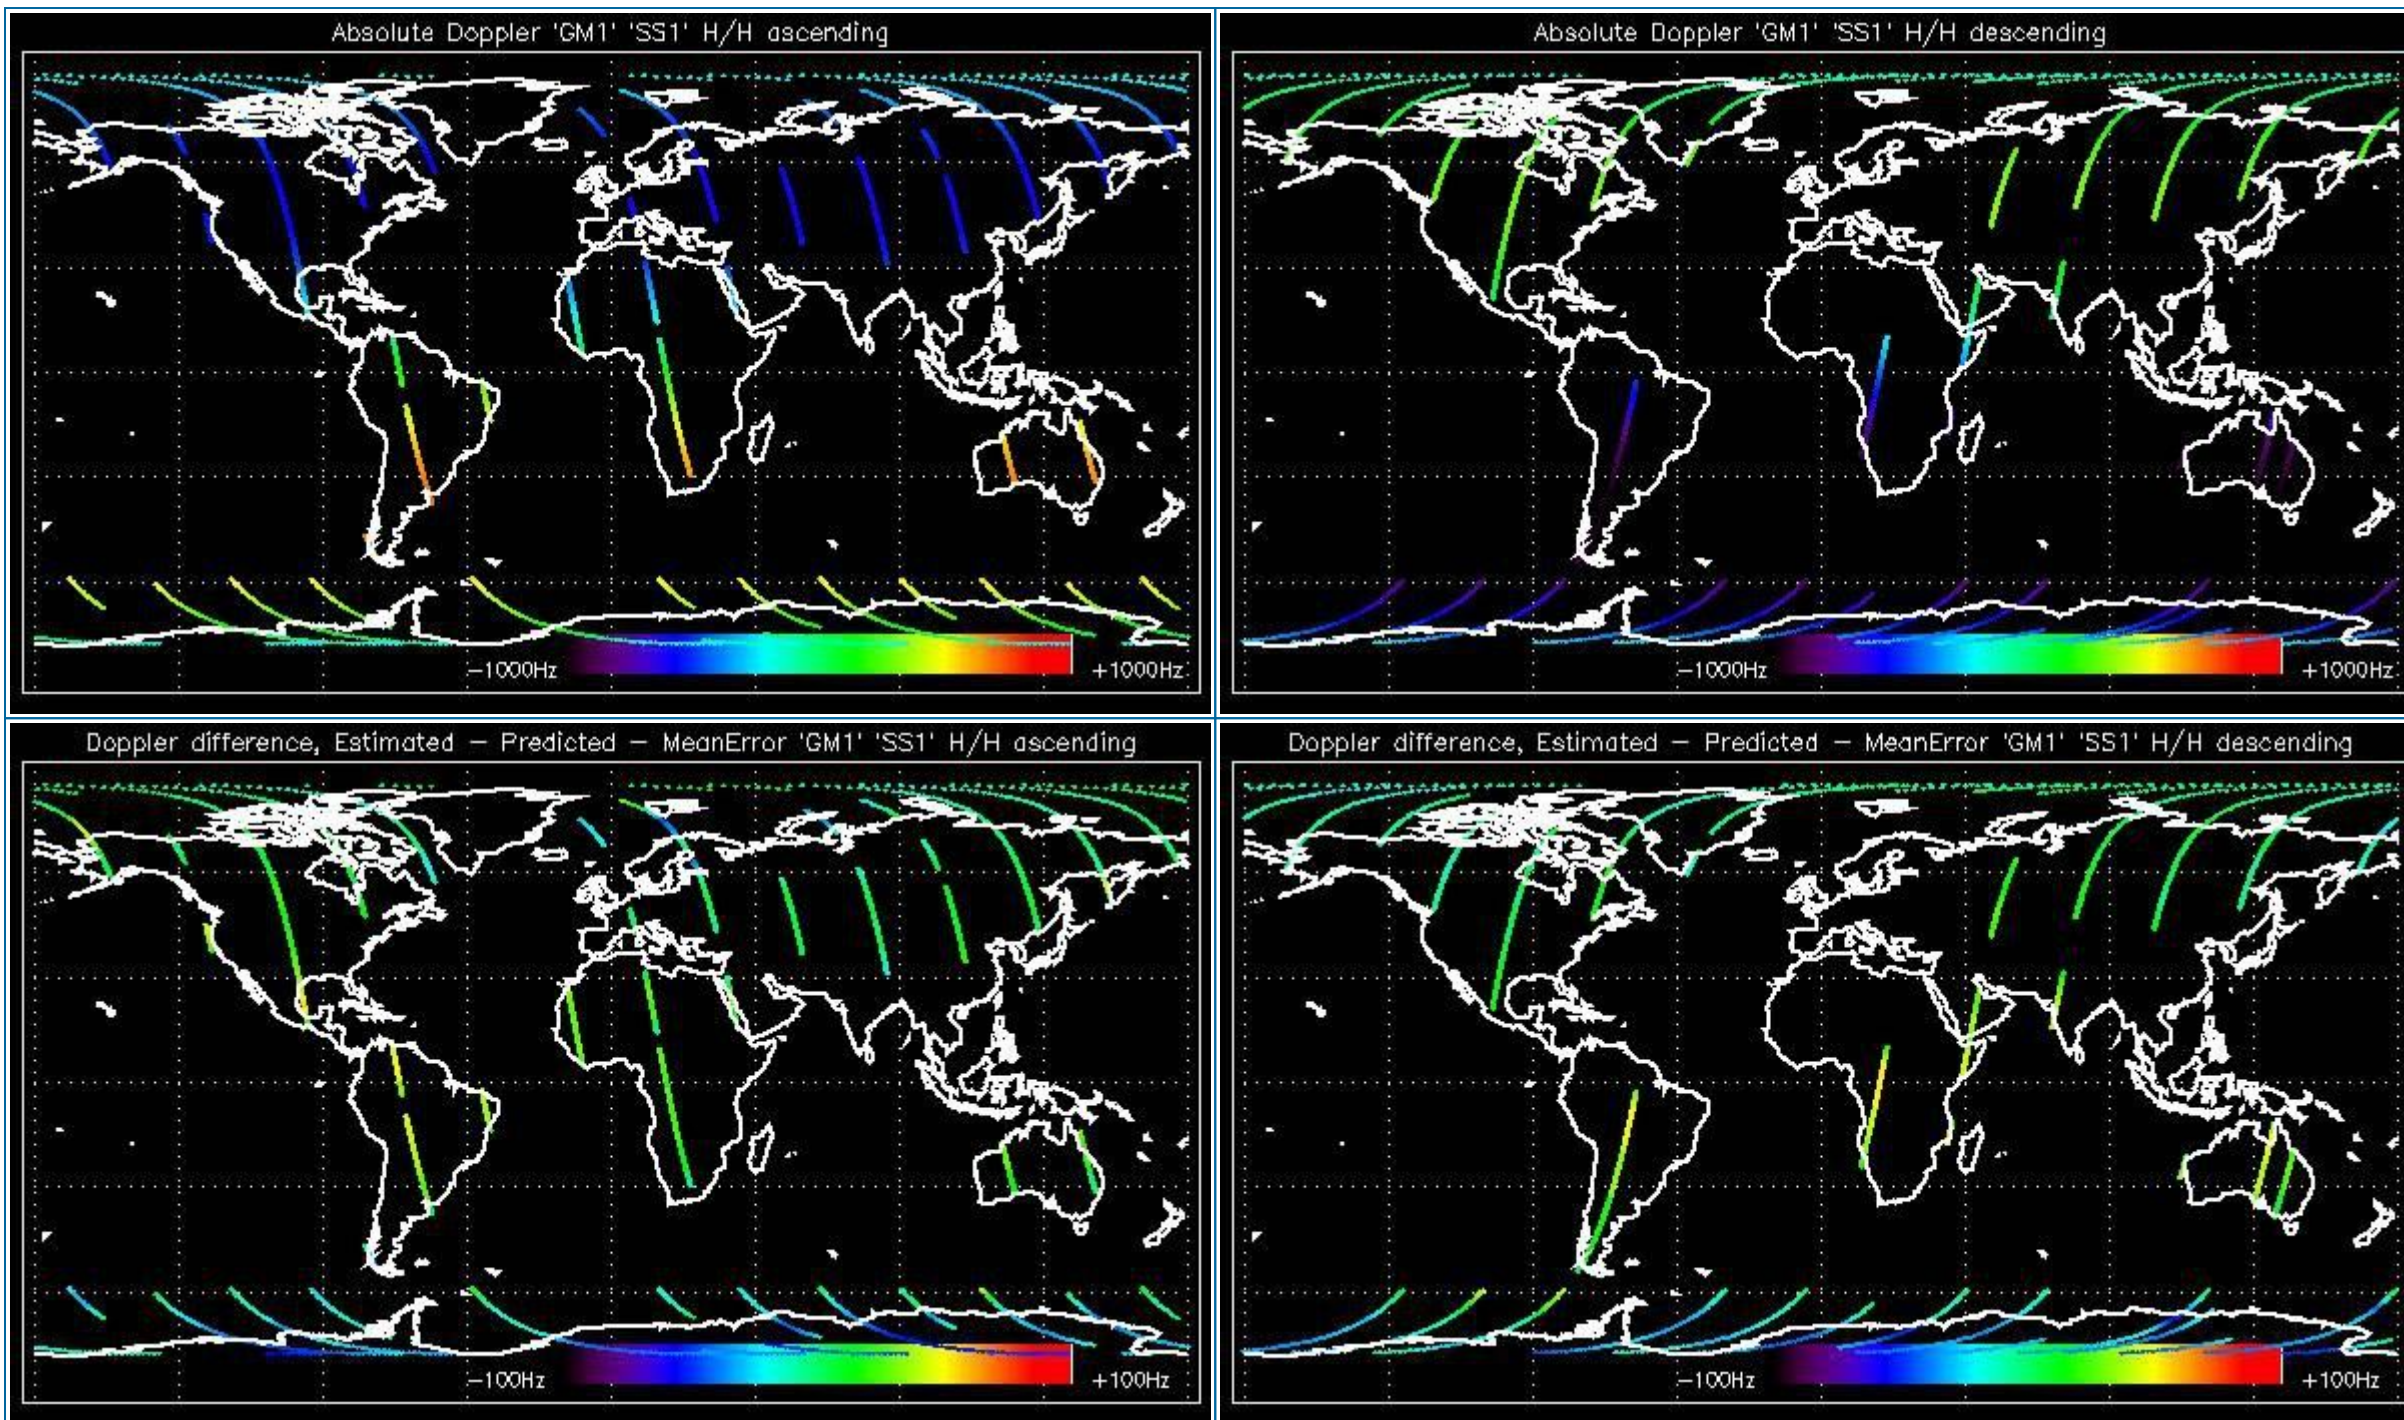 Absolute Doppler 'GM1' 'SS1' H/H ascending
−1000Hz
+1000Hz
Absolute Doppler 'GM1' 'SS1' H/H descending
−1000Hz
+1000Hz
Doppler difference, Estimated − Predicted − MeanError 'GM1' 'SS1' H/H ascending
−100Hz
+100Hz
Doppler difference, Estimated − Predicted − MeanError 'GM1' 'SS1' H/H descending
−100Hz
+100Hz